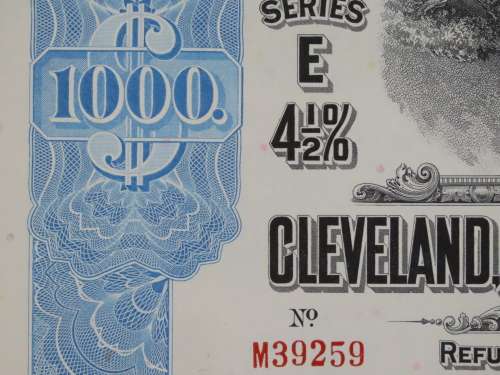 SERIES
E
4½%
$
1000.
CLEVELAND,
No
M39259
REFU